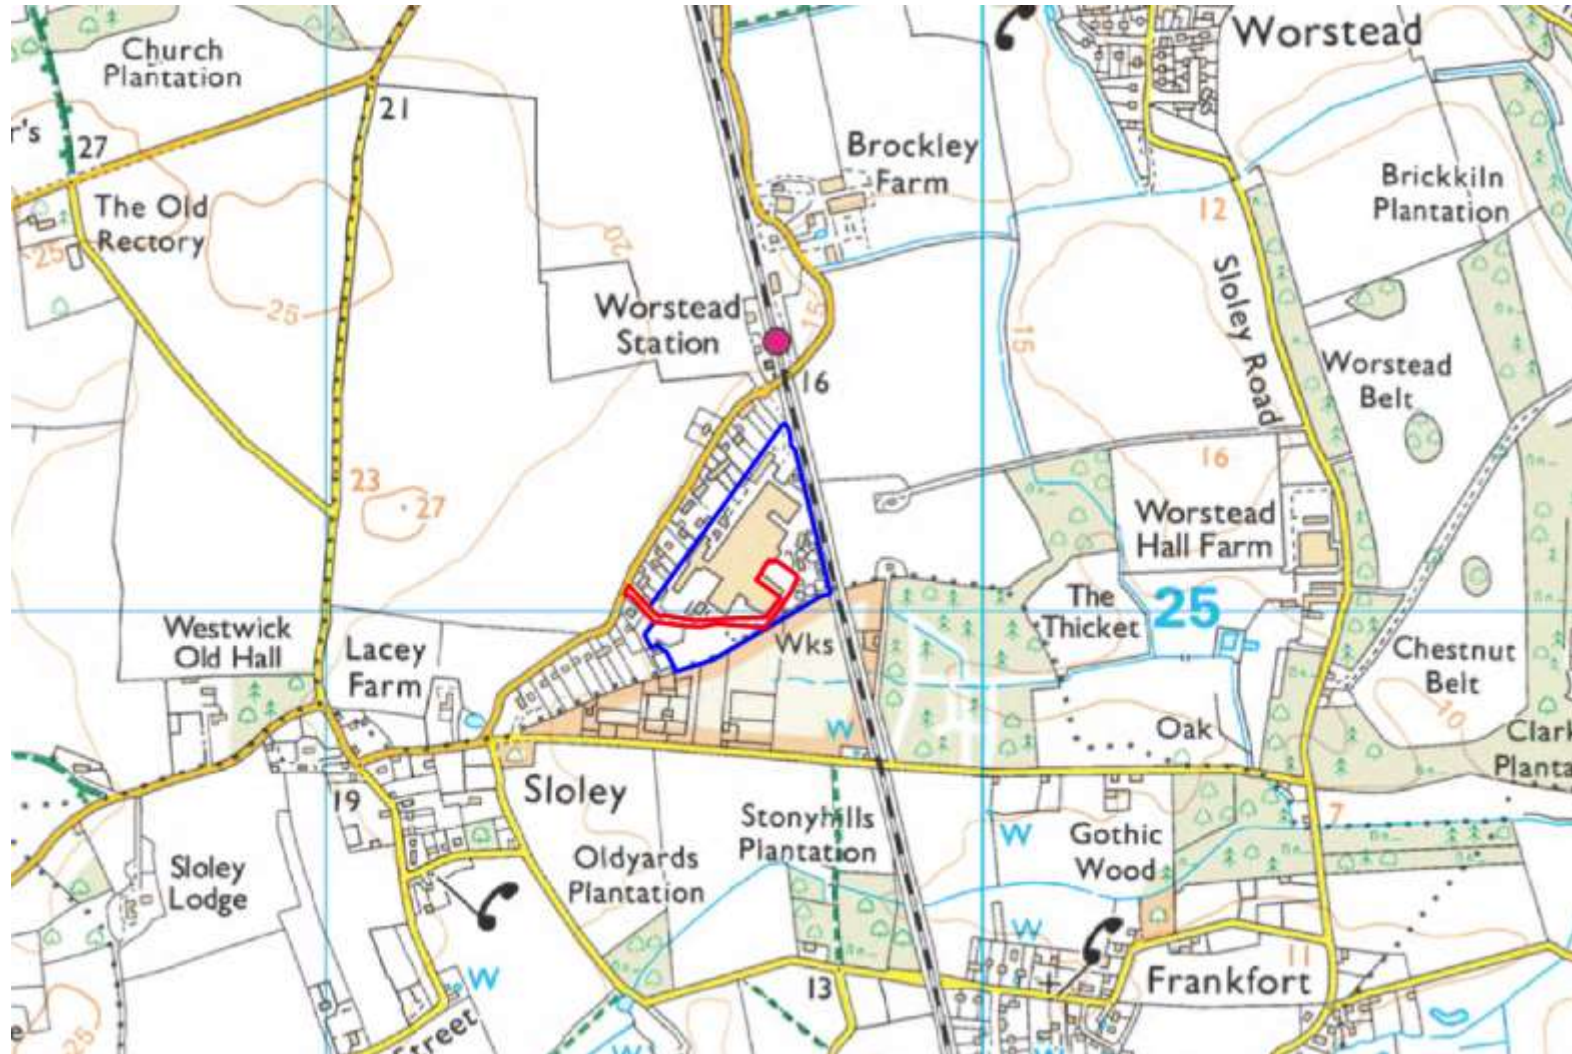 Church
Plantation
Worstead
21
r's
27
Brockley
Farm
Brickkiln
Plantation
12
The Old
Rectory
25
20
25
Sloley Road
Worstead
Station
15
15
16
Worstead
Belt
16
23
27
Worstead
Hall Farm
The
Thicket
25
Westwick
Old Hall
Lacey
Farm
Wks
Chestnut
Belt
10
W
Oak
Clark
Planta
Sloley
19
Stonyhills
Plantation
W
Gothic
Wood
7
Sloley
Lodge
Oldyards
Plantation
W
W
11
Frankfort
13
Street
e
25
W
W